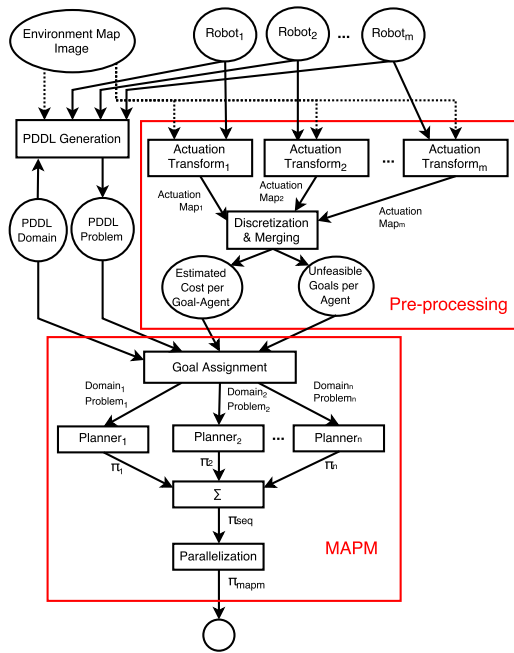 Environment Map
Image
Robot1
Robot2
...
Robotm
PDDL Generation
Actuation
Transform1
Actuation
Transform2
...
Actuation
Transformm
Actuation
Map1
Actuation
Map2
Actuation
Mapm
PDDL
Domain
PDDL
Problem
Discretization
& Merging
Estimated
Cost per
Goal-Agent
Unfeasible
Goals per
Agent
Pre-processing
Goal Assignment
Domain1
Problem1
Domain2
Problem2
Domainn
Problemn
Planner1
Planner2
...
Plannern
π1
π2
πn
Σ
πseq
Parallelization
MAPM
πmapm